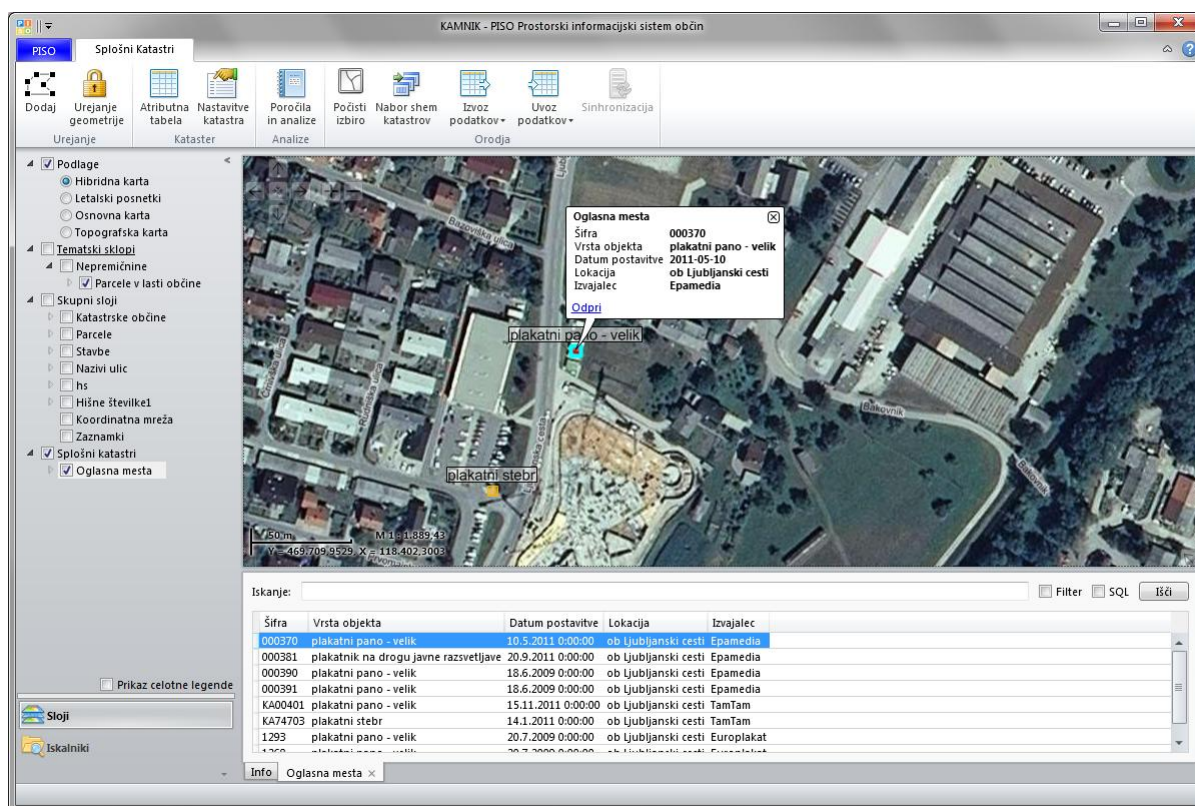 KAMNIK - PISO Prostorski informacijski sistem občin
PISO Splošni Katastri
Dodaj Urejanje geometrije Atributna tabela Nastavitve katastra Poročila in analize Počisti izbiro Nabor shem katastrov Izvoz podatkov Uvoz podatkov Sinhronizacija
Urejanje Kataster Analize Orodja
Podlage
Hibridna karta
Letalski posnetki
Osnovna karta
Topografska karta
Tematski sklopi
Nepremičnine
Parcele v lasti občine
Skupni sloji
Katastrske občine
Parcele
Stavbe
Nazivi ulic
hs
Hišne številke1
Koordinatna mreža
Zaznamki
Splošni katastri
Oglasna mesta
Prikaz celotne legende
Sloji
Iskalniki
Bazoviška ulica
Oglasna mesta
Šifra 000370
Vrsta objekta plakatni pano - velik
Datum postavitve 2011-05-10
Lokacija ob Ljubljanski cesti
Izvajalec Epamedia
Odpri
plakatni pano - velik
Rudniška ulica
Bakovnik
Bakovnik
plakatni stebr
50 m M 1 : 1.889,43
Y = 469.709,9529 X = 118.402,3003
Iskanje: Filter SQL Išči
Šifra Vrsta objekta Datum postavitve Lokacija Izvajalec
000370 plakatni pano - velik 10.5.2011 0:00:00 ob Ljubljanski cesti Epamedia
000381 plakatnik na drogu javne razsvetljave 20.9.2011 0:00:00 ob Ljubljanski cesti Epamedia
000390 plakatni pano - velik 18.6.2009 0:00:00 ob Ljubljanski cesti Epamedia
000391 plakatni pano - velik 18.6.2009 0:00:00 ob Ljubljanski cesti Epamedia
KA00401 plakatni pano - velik 15.11.2011 0:00:00 ob Ljubljanski cesti TamTam
KA74703 plakatni stebr 14.1.2011 0:00:00 ob Ljubljanski cesti TamTam
1293 plakatni pano - velik 20.7.2009 0:00:00 ob Ljubljanski cesti Europlakat
Info Oglasna mesta